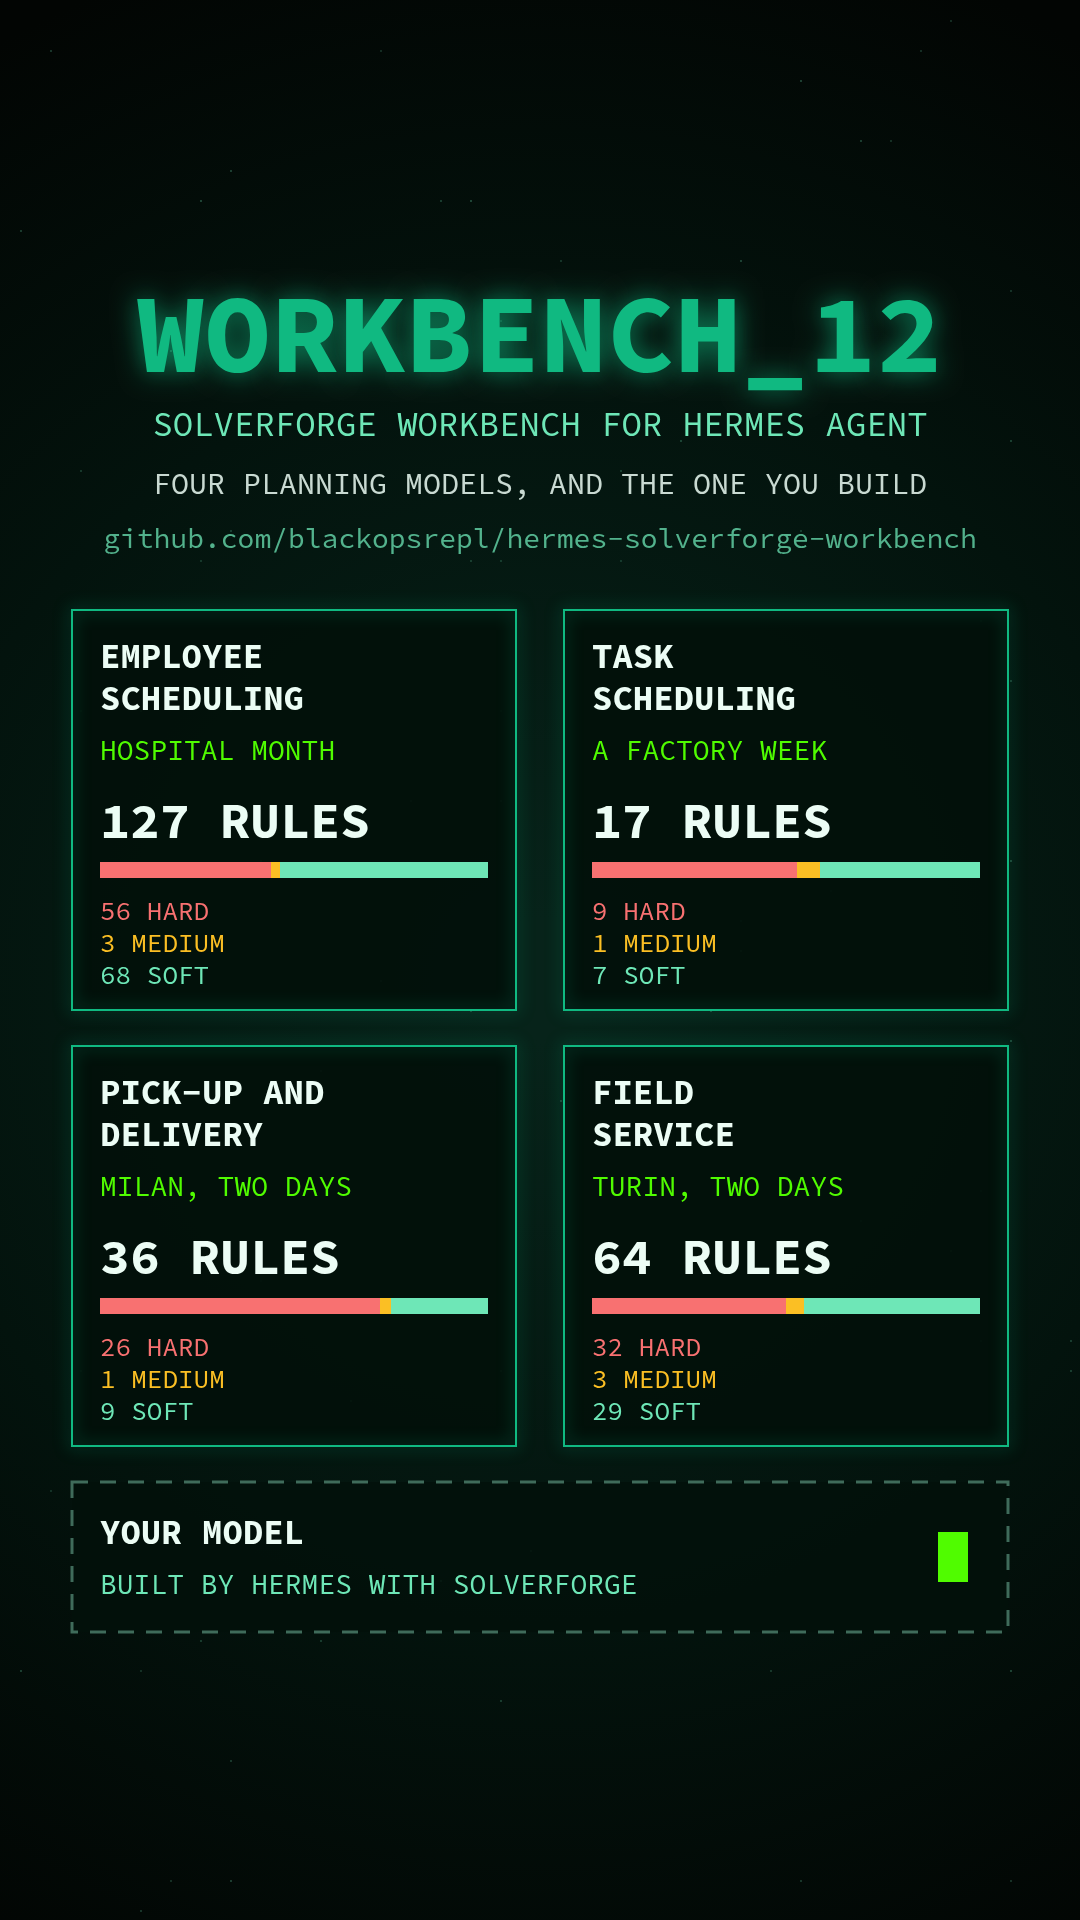 WORKBENCH_12
SOLVERFORGE WORKBENCH FOR HERMES AGENT
FOUR PLANNING MODELS, AND THE ONE YOU BUILD
github.com/blackopsrepl/hermes-solverforge-workbench
EMPLOYEE
SCHEDULING
HOSPITAL MONTH
127 RULES
56 HARD
3 MEDIUM
68 SOFT
TASK
SCHEDULING
A FACTORY WEEK
17 RULES
9 HARD
1 MEDIUM
7 SOFT
PICK-UP AND
DELIVERY
MILAN, TWO DAYS
36 RULES
26 HARD
1 MEDIUM
9 SOFT
FIELD
SERVICE
TURIN, TWO DAYS
64 RULES
32 HARD
3 MEDIUM
29 SOFT
YOUR MODEL
BUILT BY HERMES WITH SOLVERFORGE